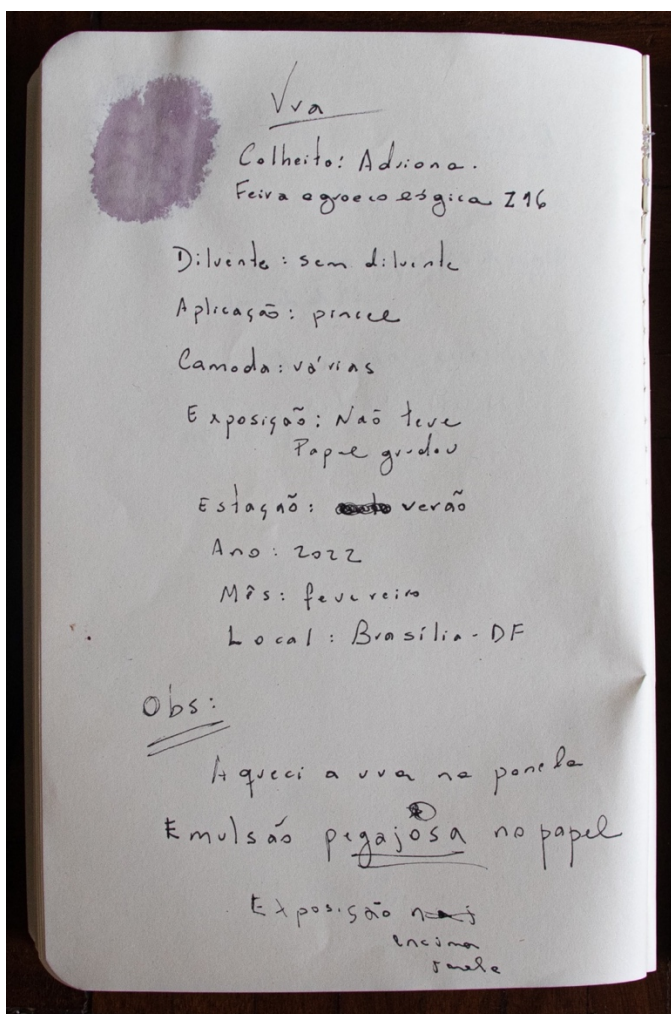 Uva
Colheita: Adriana.
Feira agroecológica 216
Diluente: sem diluente
Aplicação: pincel
Camada: várias
Exposição: Não teve
Papel grudou
Estação: verão
Ano: 2022
Mês: fevereiro
Local: Brasília-DF
Obs:
Aqueci a uva na panela
Emulsão pegajosa no papel
Exposição
encima